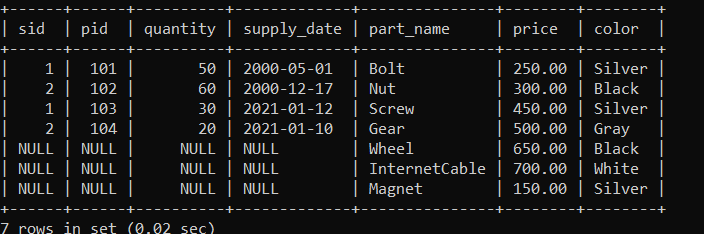 +------+------+----------+-------------+---------------+--------+--------+
| sid  | pid  | quantity | supply_date | part_name     | price  | color  |
+------+------+----------+-------------+---------------+--------+--------+
|    1 |  101 |       50 | 2000-05-01  | Bolt          | 250.00 | Silver |
|    2 |  102 |       60 | 2000-12-17  | Nut           | 300.00 | Black  |
|    1 |  103 |       30 | 2021-01-12  | Screw         | 450.00 | Silver |
|    2 |  104 |       20 | 2021-01-10  | Gear          | 500.00 | Gray   |
| NULL | NULL |     NULL | NULL        | Wheel         | 650.00 | Black  |
| NULL | NULL |     NULL | NULL        | InternetCable | 700.00 | White  |
| NULL | NULL |     NULL | NULL        | Magnet        | 150.00 | Silver |
+------+------+----------+-------------+---------------+--------+--------+
7 rows in set (0.02 sec)